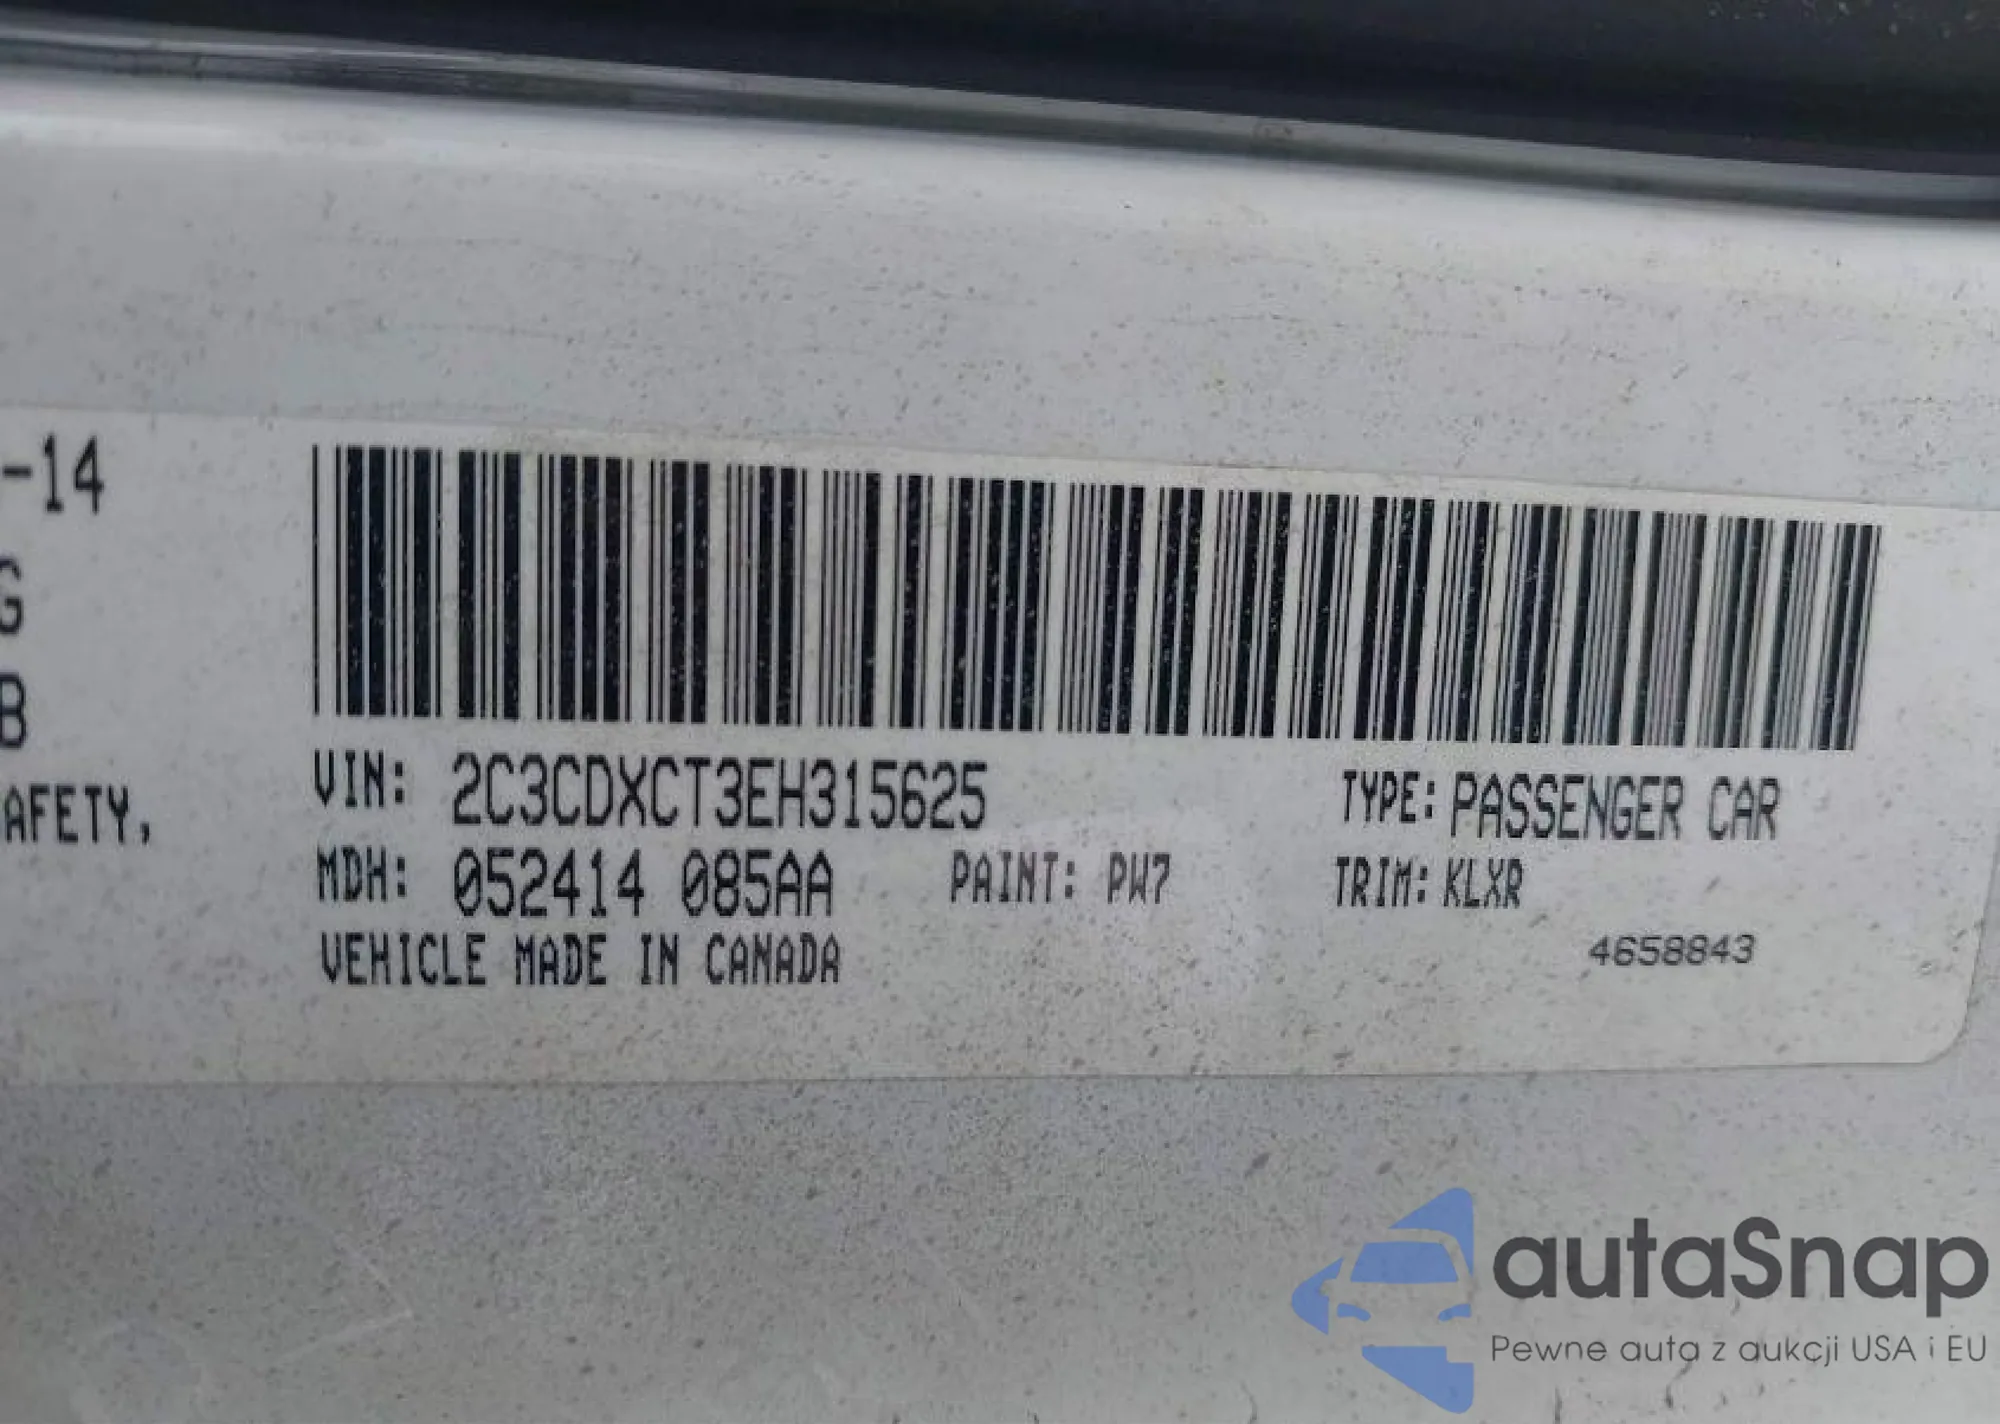 -14
G
B
AFETY,
VIN: 2C3CDXCT3EH315625
TYPE: PASSENGER CAR
MDH: 052414 085AA
PAINT: PW7
TRIM: KLXR
VEHICLE MADE IN CANADA
4658843
autaSnap
Pewne auta z aukcji USA i EU